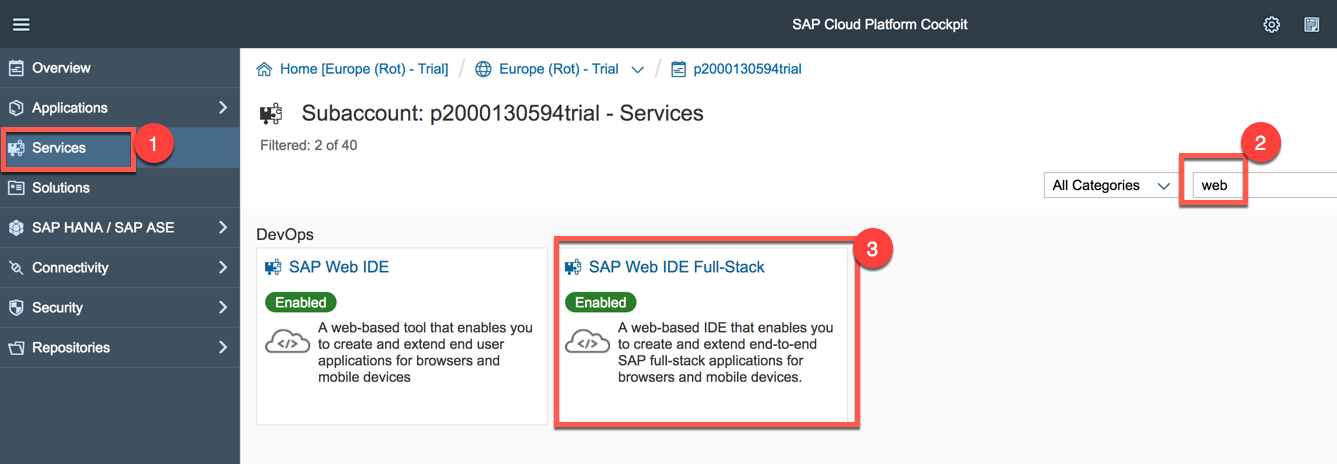 SAP Cloud Platform Cockpit
Overview
Applications
Services
1
Solutions
SAP HANA / SAP ASE
Connectivity
Security
Repositories
Home [Europe (Rot) - Trial] / Europe (Rot) - Trial / p2000130594trial
Subaccount: p2000130594trial - Services
Filtered: 2 of 40
2
All Categories
web
DevOps
SAP Web IDE
Enabled
</>
A web-based tool that enables you
to create and extend end user
applications for browsers and
mobile devices
3
SAP Web IDE Full-Stack
Enabled
</>
A web-based IDE that enables you
to create and extend end-to-end
SAP full-stack applications for
browsers and mobile devices.